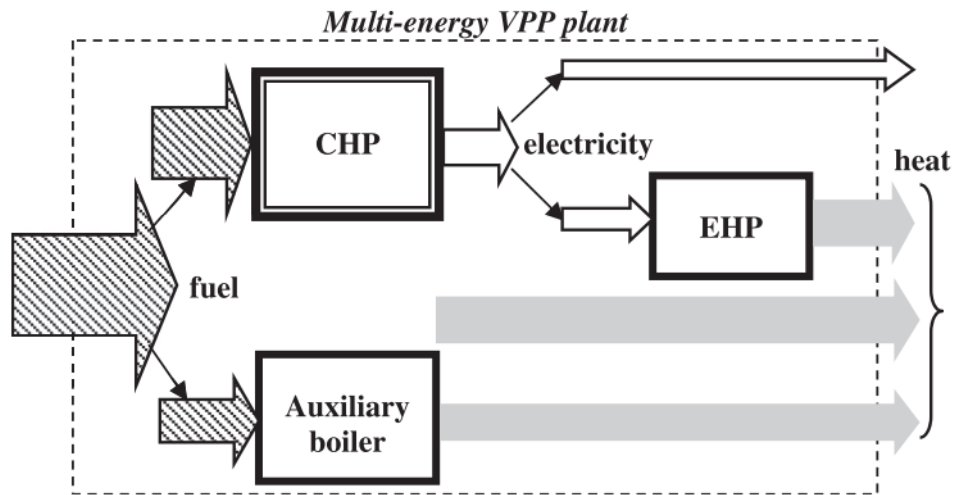 Multi-energy VPP plant
CHP
electricity
heat
EHP
fuel
Auxiliary
boiler